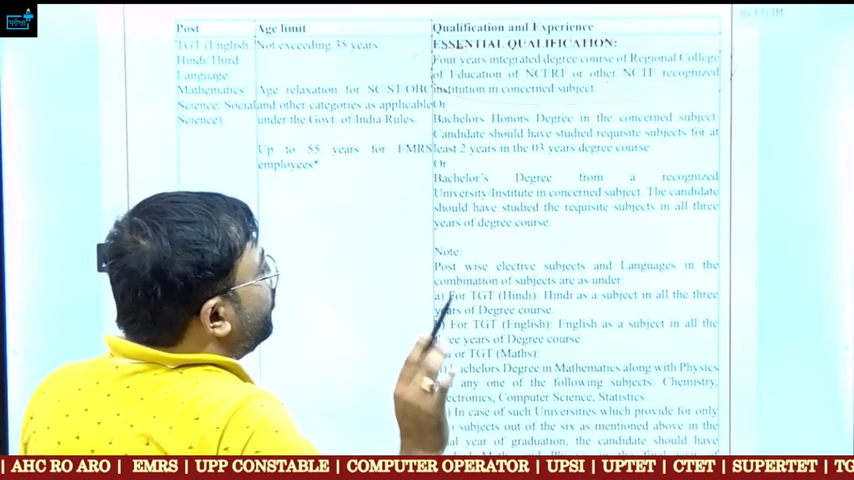 परीक्षा
Post
Age limit
Qualification and Experience
TGT (English
Hindi Third
Language
Mathematics
Science Social
Science)
Not exceeding 35 years
Age relaxation for SC/ST/OBC
and other categories as applicable
under the Govt. of India Rules.
Up to 55 years for EMRS
employees*
ESSENTIAL QUALIFICATION:
Four years integrated degree course of Regional College
of Education of NCERT or other NCTE recognized
institution in concerned subject
Or
Bachelors Honors Degree in the concerned subject.
Candidate should have studied requisite subjects for at
least 2 years in the 03 years degree course
Or
Bachelor's Degree from a recognized
University/Institute in concerned subject. The candidate
should have studied the requisite subjects in all three
years of degree course.
Note:
Post wise elective subjects and Languages in the
combination of subjects are as under:
a) For TGT (Hindi): Hindi as a subject in all the three
years of Degree course.
For TGT (English): English as a subject in all the
years of Degree course.
TGT (Maths):
Bachelors Degree in Mathematics along with Physics
any one of the following subjects: Chemistry,
Computer Science, Statistics.
In case of such Universities which provide for only
subjects out of the six as mentioned above in the
year of graduation, the candidate should have
| AHC RO ARO | EMRS | UPP CONSTABLE | COMPUTER OPERATOR | UPSI | UPTET | CTET | SUPERTET | TG